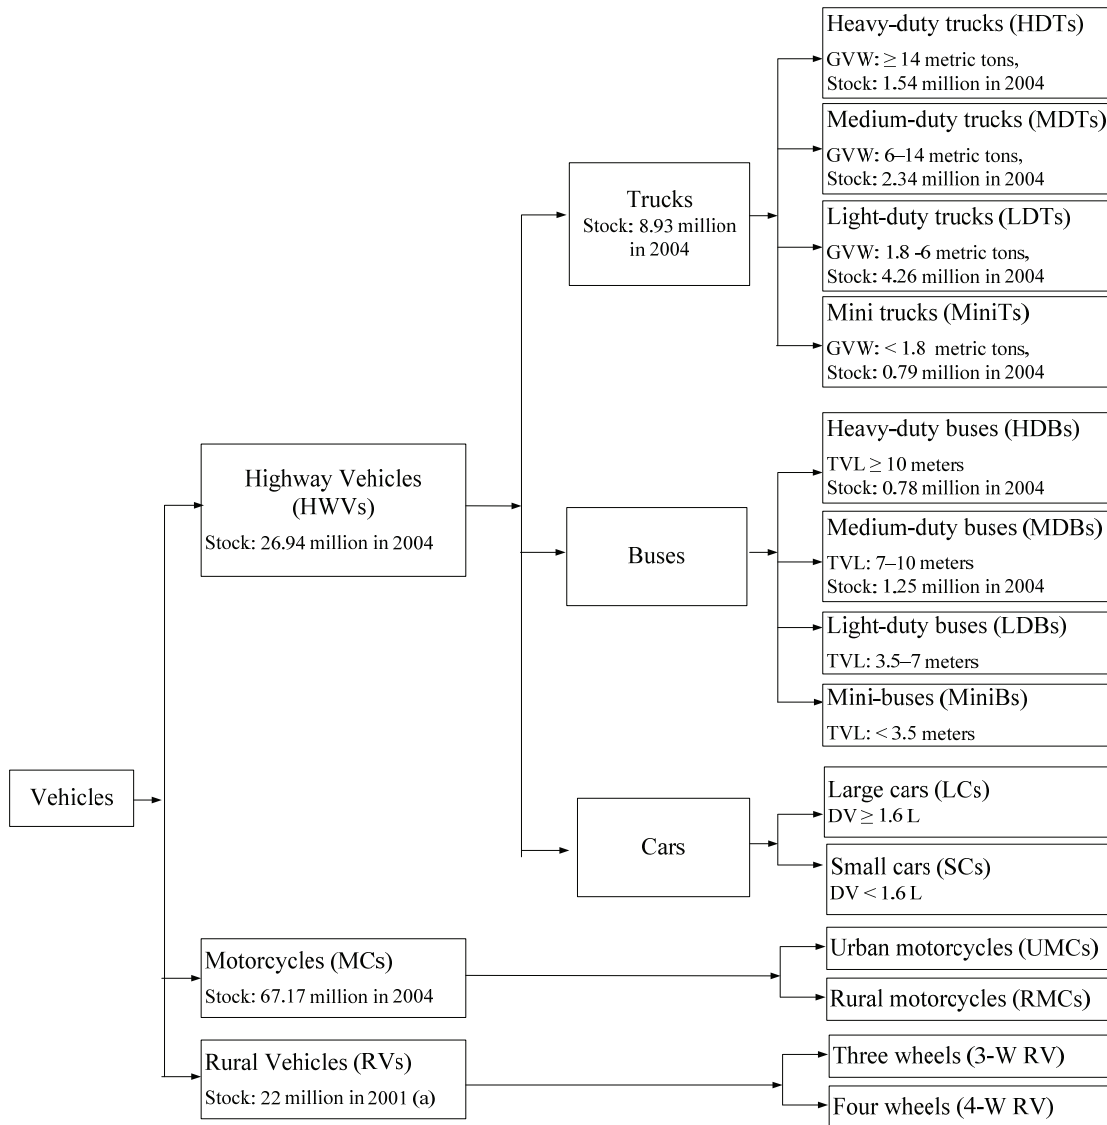 Vehicles
Highway Vehicles
(HWVs)
Stock: 26.94 million in 2004
Motorcycles (MCs)
Stock: 67.17 million in 2004
Rural Vehicles (RVs)
Stock: 22 million in 2001 (a)
Trucks
Stock: 8.93 million
in 2004
Buses
Cars
Heavy-duty trucks (HDTs)
GVW: ≥ 14 metric tons,
Stock: 1.54 million in 2004
Medium-duty trucks (MDTs)
GVW: 6–14 metric tons,
Stock: 2.34 million in 2004
Light-duty trucks (LDTs)
GVW: 1.8 -6 metric tons,
Stock: 4.26 million in 2004
Mini trucks (MiniTs)
GVW: < 1.8 metric tons,
Stock: 0.79 million in 2004
Heavy-duty buses (HDBs)
TVL ≥ 10 meters
Stock: 0.78 million in 2004
Medium-duty buses (MDBs)
TVL: 7–10 meters
Stock: 1.25 million in 2004
Light-duty buses (LDBs)
TVL: 3.5–7 meters
Mini-buses (MiniBs)
TVL: < 3.5 meters
Large cars (LCs)
DV ≥ 1.6 L
Small cars (SCs)
DV < 1.6 L
Urban motorcycles (UMCs)
Rural motorcycles (RMCs)
Three wheels (3-W RV)
Four wheels (4-W RV)